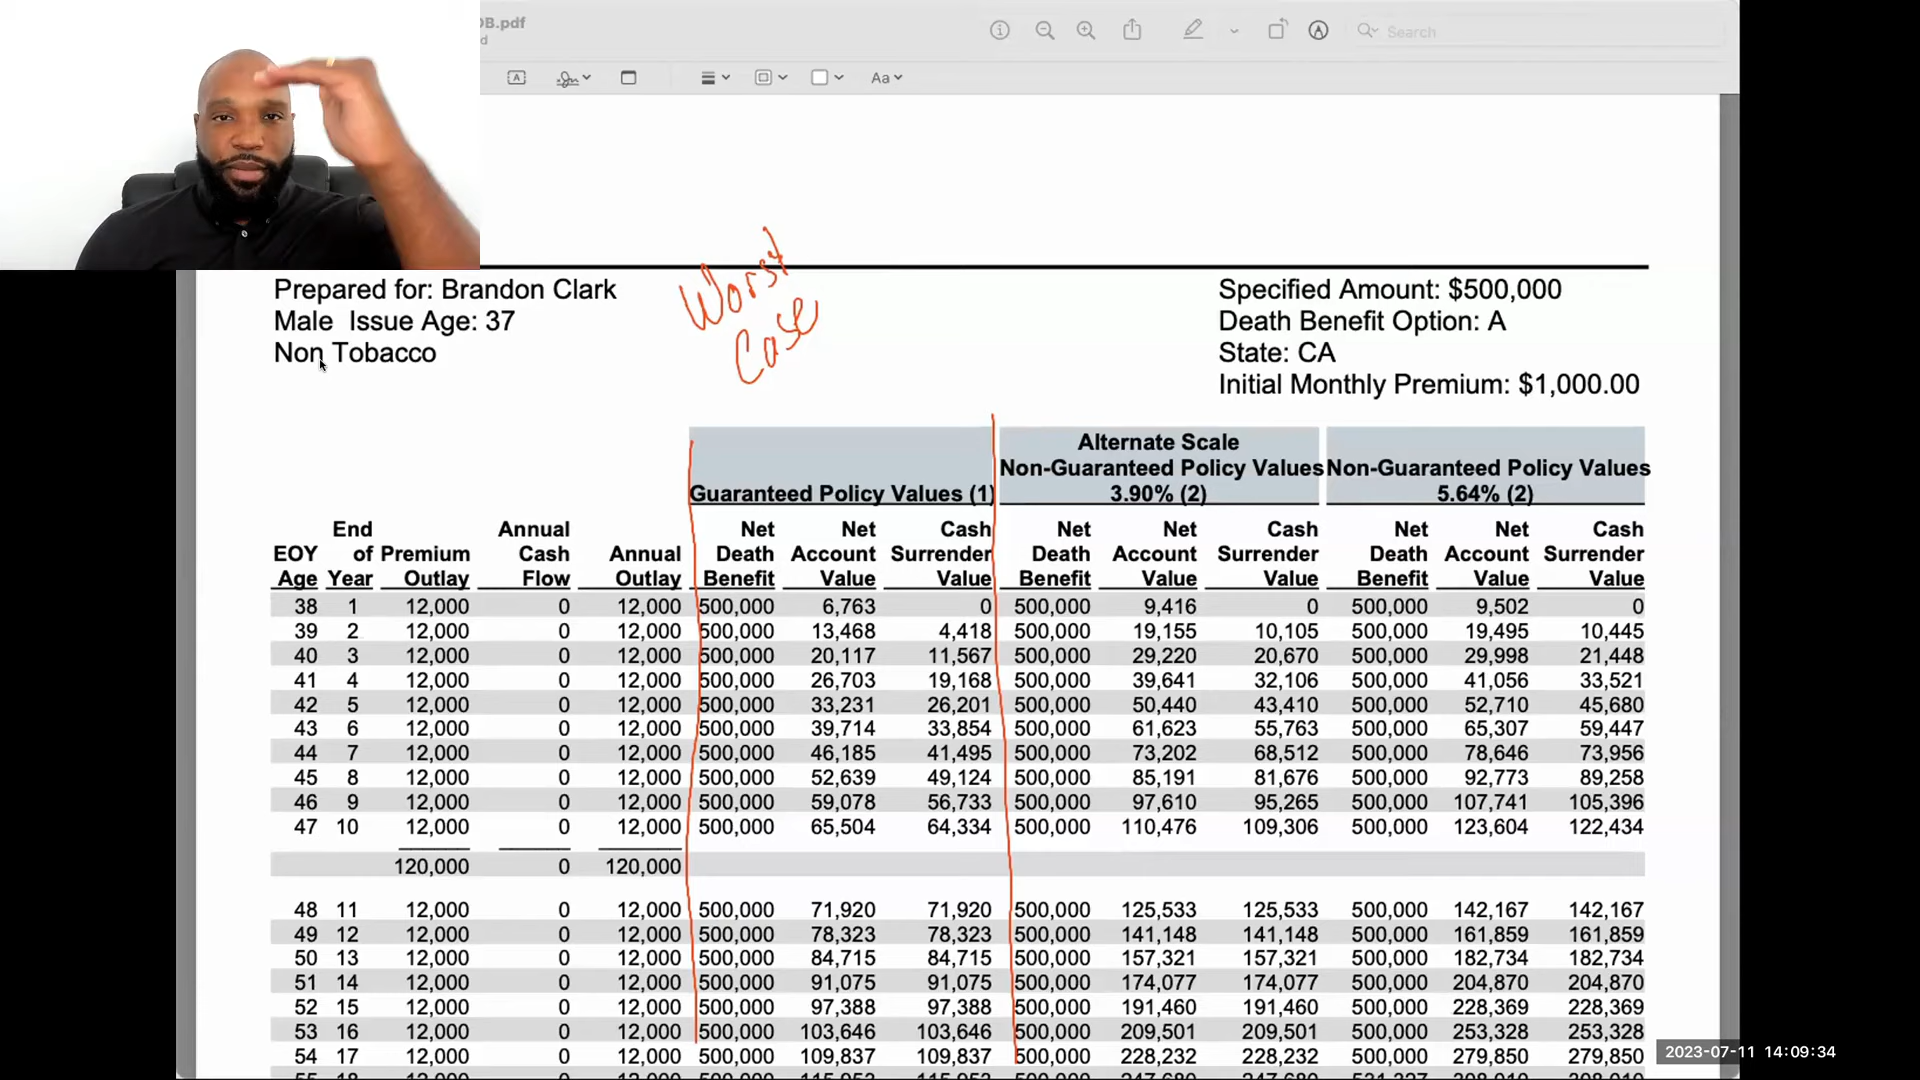 DB.pdf
d
Search
Aa
Worst
Case
Prepared for: Brandon Clark
Male Issue Age: 37
Non Tobacco
Specified Amount: $500,000
Death Benefit Option: A
State: CA
Initial Monthly Premium: $1,000.00
Alternate Scale
Non-Guaranteed Policy Values Non-Guaranteed Policy Values
Guaranteed Policy Values (1) 3.90% (2) 5.64% (2)
End Annual Net Net Cash Net Net Cash Net Net Cash
EOY of Premium Cash Annual Death Account Surrender Death Account Surrender Death Account Surrender
Age Year Outlay Flow Outlay Benefit Value Value Benefit Value Value Benefit Value Value
38 1 12,000 0 12,000 500,000 6,763 0 500,000 9,416 0 500,000 9,502 0
39 2 12,000 0 12,000 500,000 13,468 4,418 500,000 19,155 10,105 500,000 19,495 10,445
40 3 12,000 0 12,000 500,000 20,117 11,567 500,000 29,220 20,670 500,000 29,998 21,448
41 4 12,000 0 12,000 500,000 26,703 19,168 500,000 39,641 32,106 500,000 41,056 33,521
42 5 12,000 0 12,000 500,000 33,231 26,201 500,000 50,440 43,410 500,000 52,710 45,680
43 6 12,000 0 12,000 500,000 39,714 33,854 500,000 61,623 55,763 500,000 65,307 59,447
44 7 12,000 0 12,000 500,000 46,185 41,495 500,000 73,202 68,512 500,000 78,646 73,956
45 8 12,000 0 12,000 500,000 52,639 49,124 500,000 85,191 81,676 500,000 92,773 89,258
46 9 12,000 0 12,000 500,000 59,078 56,733 500,000 97,610 95,265 500,000 107,741 105,396
47 10 12,000 0 12,000 500,000 65,504 64,334 500,000 110,476 109,306 500,000 123,604 122,434
120,000 0 120,000
48 11 12,000 0 12,000 500,000 71,920 71,920 500,000 125,533 125,533 500,000 142,167 142,167
49 12 12,000 0 12,000 500,000 78,323 78,323 500,000 141,148 141,148 500,000 161,859 161,859
50 13 12,000 0 12,000 500,000 84,715 84,715 500,000 157,321 157,321 500,000 182,734 182,734
51 14 12,000 0 12,000 500,000 91,075 91,075 500,000 174,077 174,077 500,000 204,870 204,870
52 15 12,000 0 12,000 500,000 97,388 97,388 500,000 191,460 191,460 500,000 228,369 228,369
53 16 12,000 0 12,000 500,000 103,646 103,646 500,000 209,501 209,501 500,000 253,328 253,328
54 17 12,000 0 12,000 500,000 109,837 109,837 500,000 228,232 228,232 500,000 279,850 279,850
2023-07-11 14:09:34